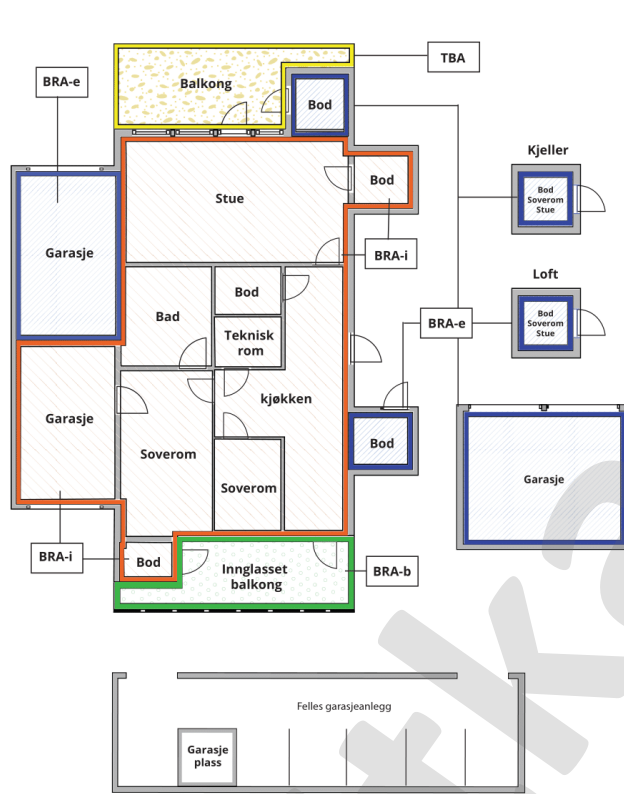 TBA
BRA-e
Balkong
Bod
Kjeller
Bod
Stue
Bod
Soverom
Stue
Garasje
BRA-i
Loft
Bod
Bad
Teknisk
rom
BRA-e
Bod
Soverom
Stue
kjøkken
Garasje
Soverom
Bod
Garasje
Soverom
BRA-i
Bod
Innglasset
balkong
BRA-b
Felles garasjeanlegg
Garasje
plass